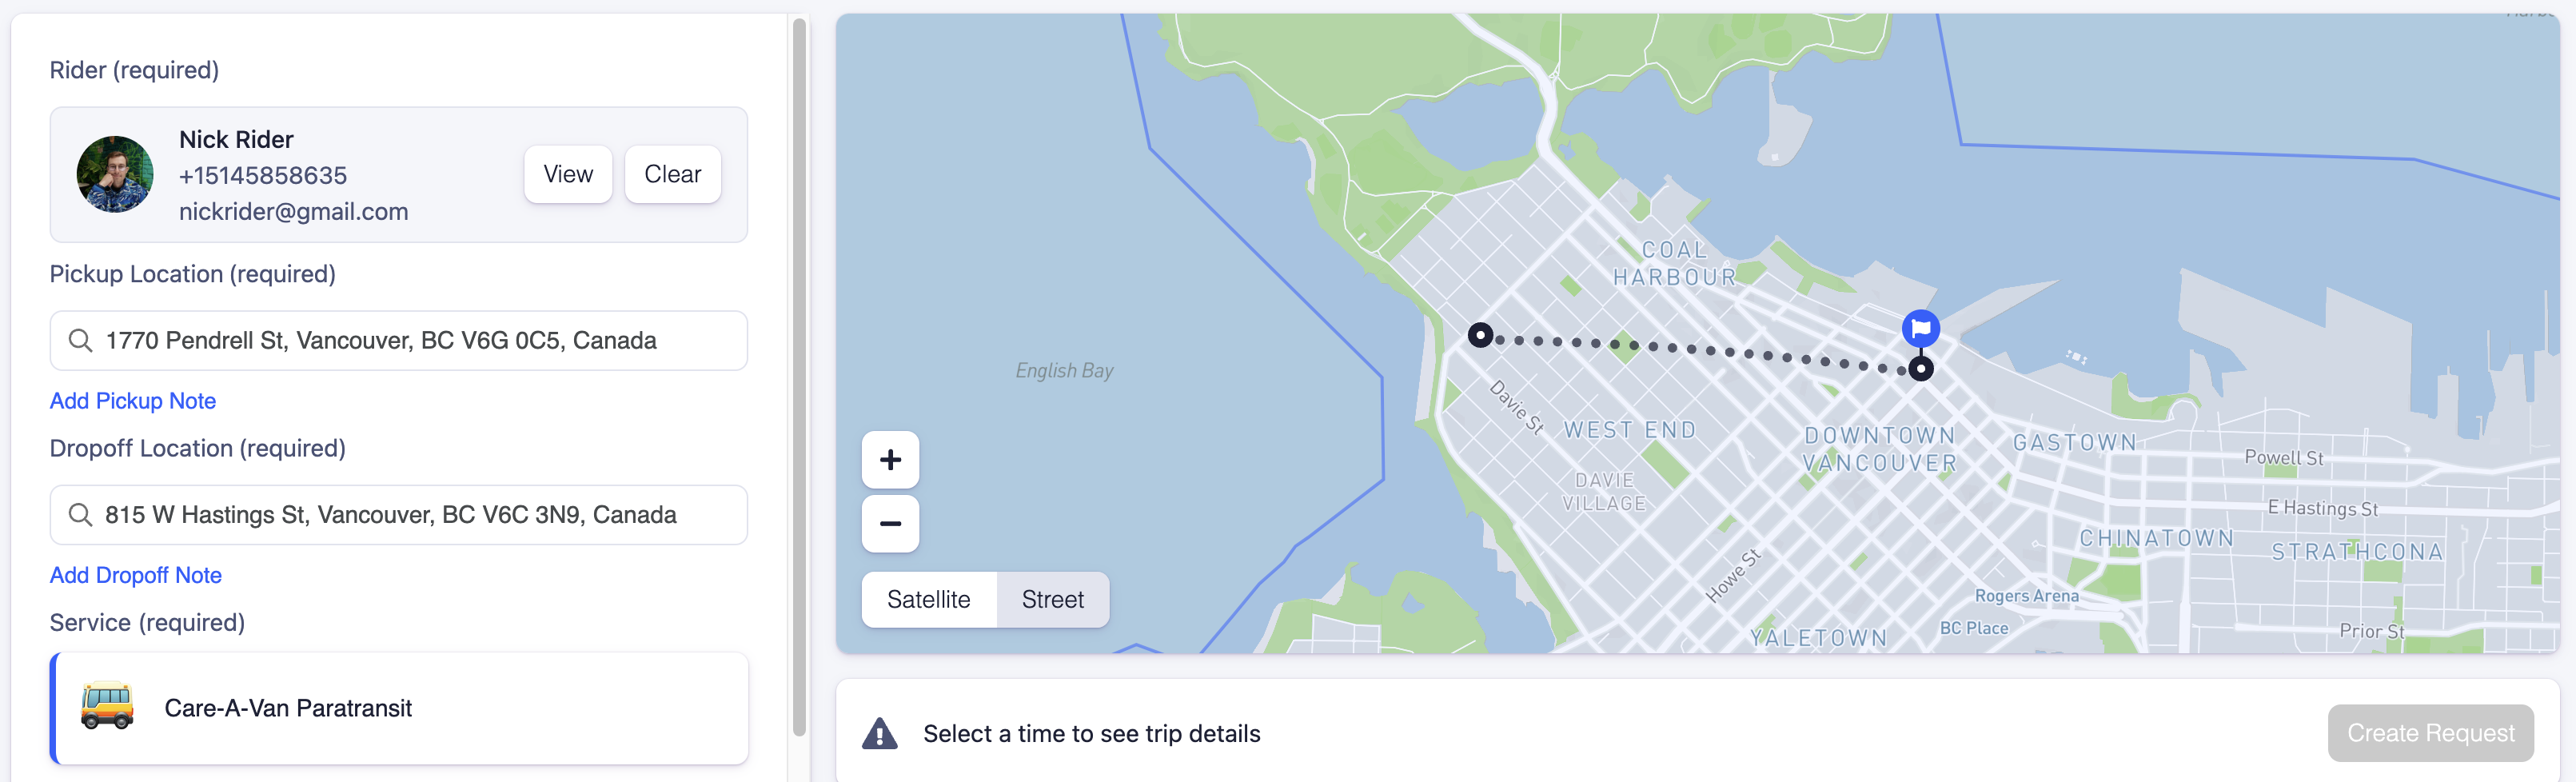 Rider (required)
Nick Rider
+15145858635
nickrider@gmail.com
View
Clear
Pickup Location (required)
1770 Pendrell St, Vancouver, BC V6G 0C5, Canada
Add Pickup Note
Dropoff Location (required)
815 W Hastings St, Vancouver, BC V6C 3N9, Canada
Add Dropoff Note
Service (required)
Care-A-Van Paratransit
COAL
HARBOUR
English Bay
Davie St
WEST END
DOWNTOWN
VANCOUVER
GASTOWN
Powell St
DAVIE
VILLAGE
E Hastings St
CHINATOWN
STRATHCONA
Howe St
Rogers Arena
BC Place
YALETOWN
Prior St
+
−
Satellite
Street
Select a time to see trip details
Create Request